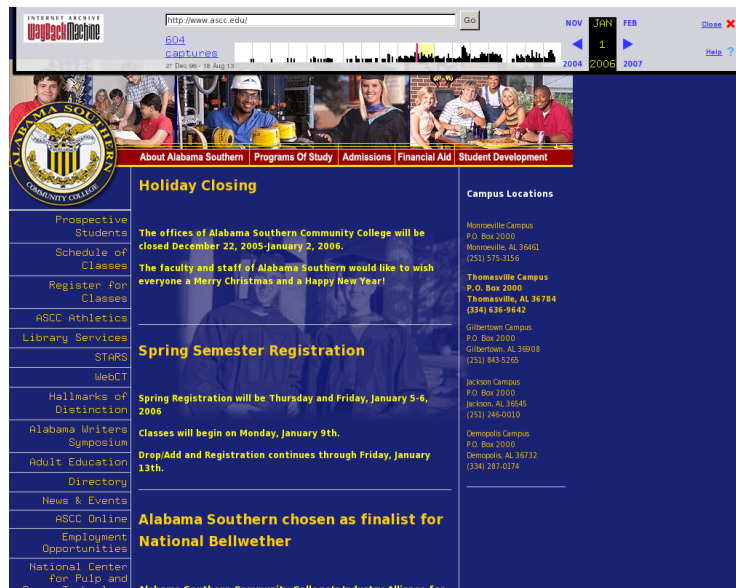 INTERNET ARCHIVE
WayBackMachine
http://www.ascc.edu/
Go
NOV JAN FEB
Close
604 captures
1
Help ?
27 Dec 96 - 18 Aug 13
2004 2006 2007
ALABAMA SOUTHERN
COMMUNITY COLLEGE
About Alabama Southern
Programs Of Study
Admissions
Financial Aid
Student Development
Prospective
Students
Schedule of
Classes
Register for
Classes
ASCC Athletics
Library Services
STARS
WebCT
Hallmarks of
Distinction
Alabama Writers
Symposium
Adult Education
Directory
News & Events
ASCC Online
Employment
Opportunities
National Center
for Pulp and
Holiday Closing
The offices of Alabama Southern Community College will be
closed December 22, 2005-January 2, 2006.
The faculty and staff of Alabama Southern would like to wish
everyone a Merry Christmas and a Happy New Year!
Spring Semester Registration
Spring Registration will be Thursday and Friday, January 5-6,
2006
Classes will begin on Monday, January 9th.
Drop/Add and Registration continues through Friday, January
13th.
Alabama Southern chosen as finalist for
National Bellwether
Alabama Southern Community College's Industry Alliance for
Campus Locations
Monroeville Campus
P.O. Box 2000
Monroeville, AL 36461
(251) 575-3156
Thomasville Campus
P.O. Box 2000
Thomasville, AL 36784
(334) 636-9642
Gilbertown Campus
P.O. Box 2000
Gilbertown, AL 36908
(251) 843-5265
Jackson Campus
P.O. Box 2000
Jackson, AL 36545
(251) 246-0010
Demopolis Campus
P.O. Box 2000
Demopolis, AL 36732
(334) 287-0174